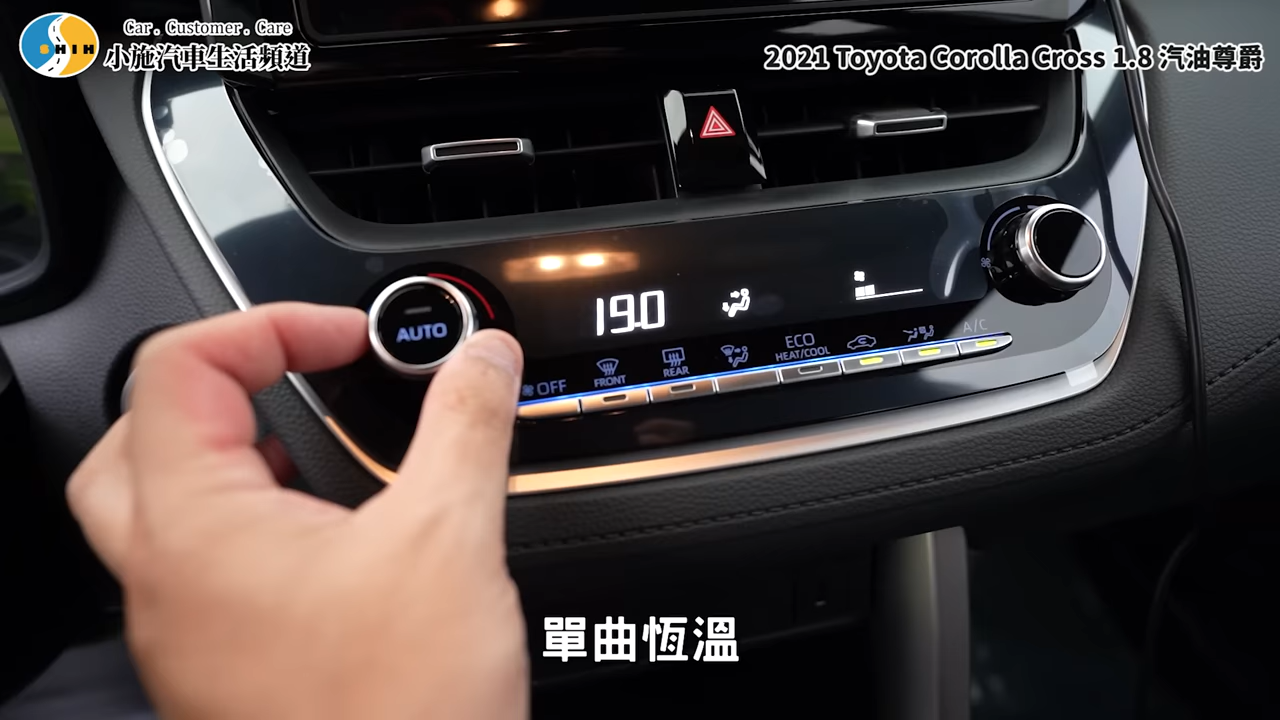 Car. Customer. Care
SHIH
小施汽車生活頻道
2021 Toyota Corolla Cross 1.8 汽油尊爵
AUTO
19.0
OFF
FRONT
REAR
ECO
HEAT/COOL
A/C
單曲恆溫